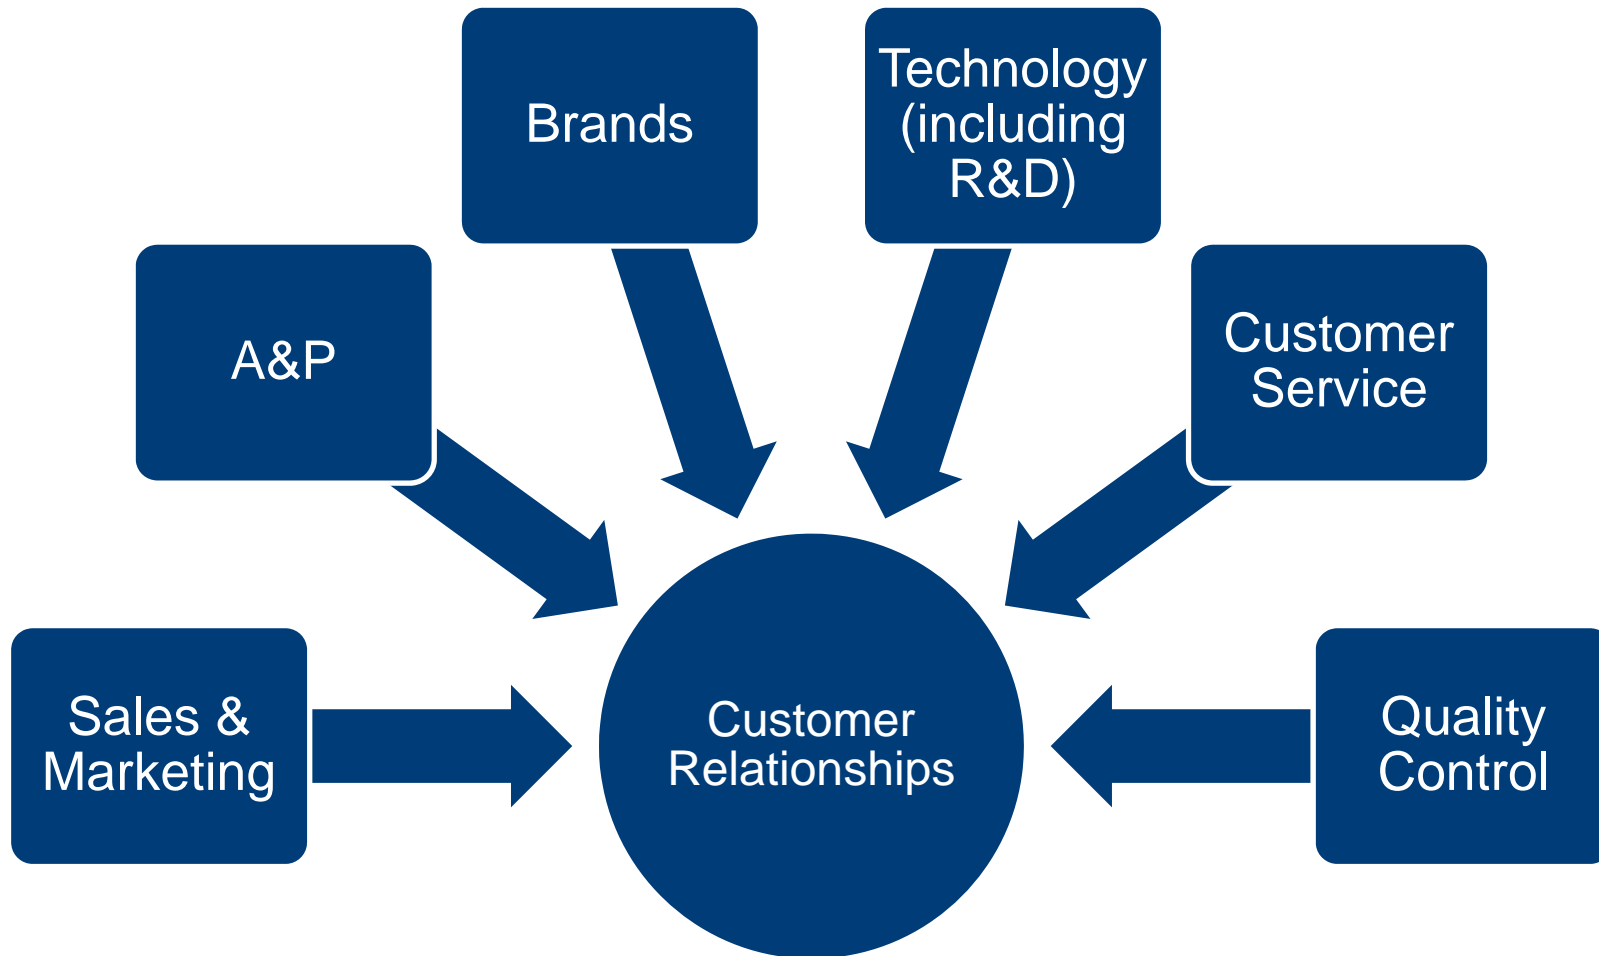 Brands
Technology
(including
R&D)
A&P
Customer
Service
Sales &
Marketing
Customer
Relationships
Quality
Control